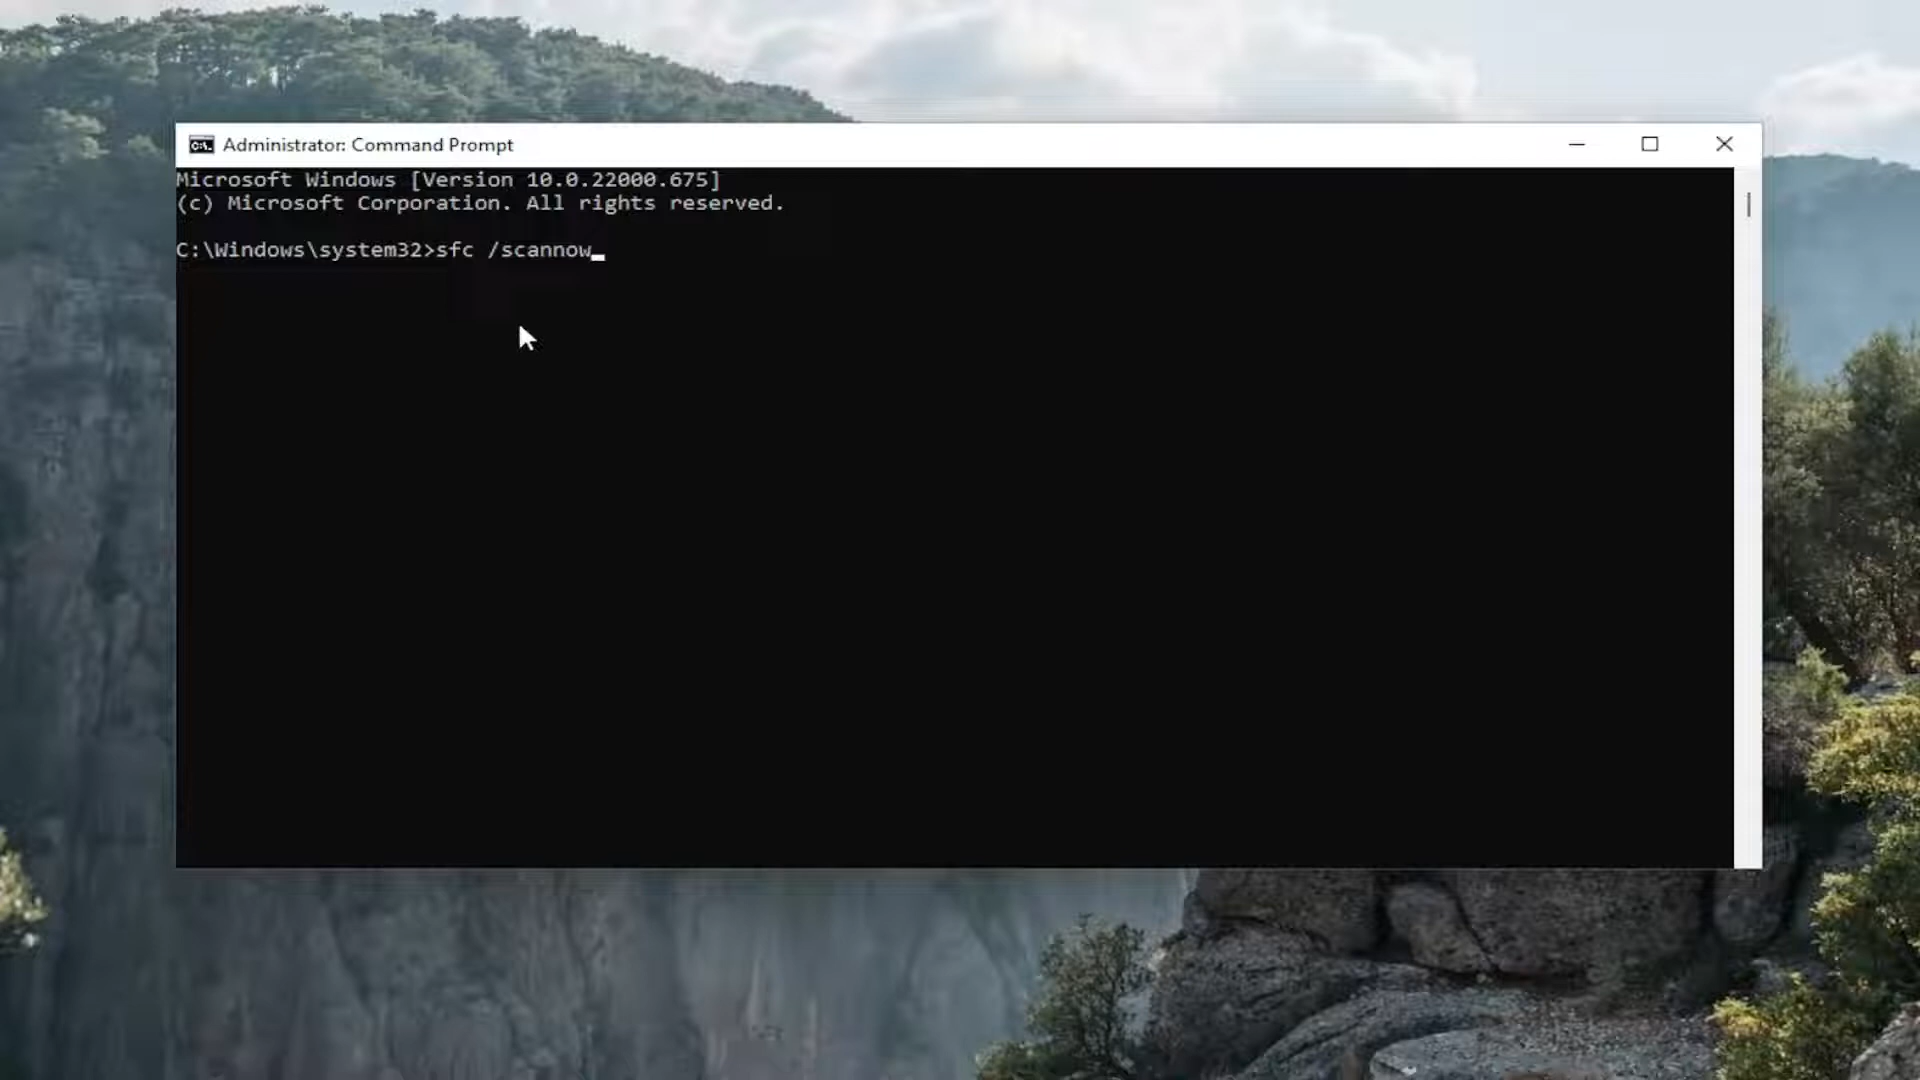 Administrator: Command Prompt
Microsoft Windows [Version 10.0.22000.675]
(c) Microsoft Corporation. All rights reserved.
C:\Windows\system32>sfc /scannow